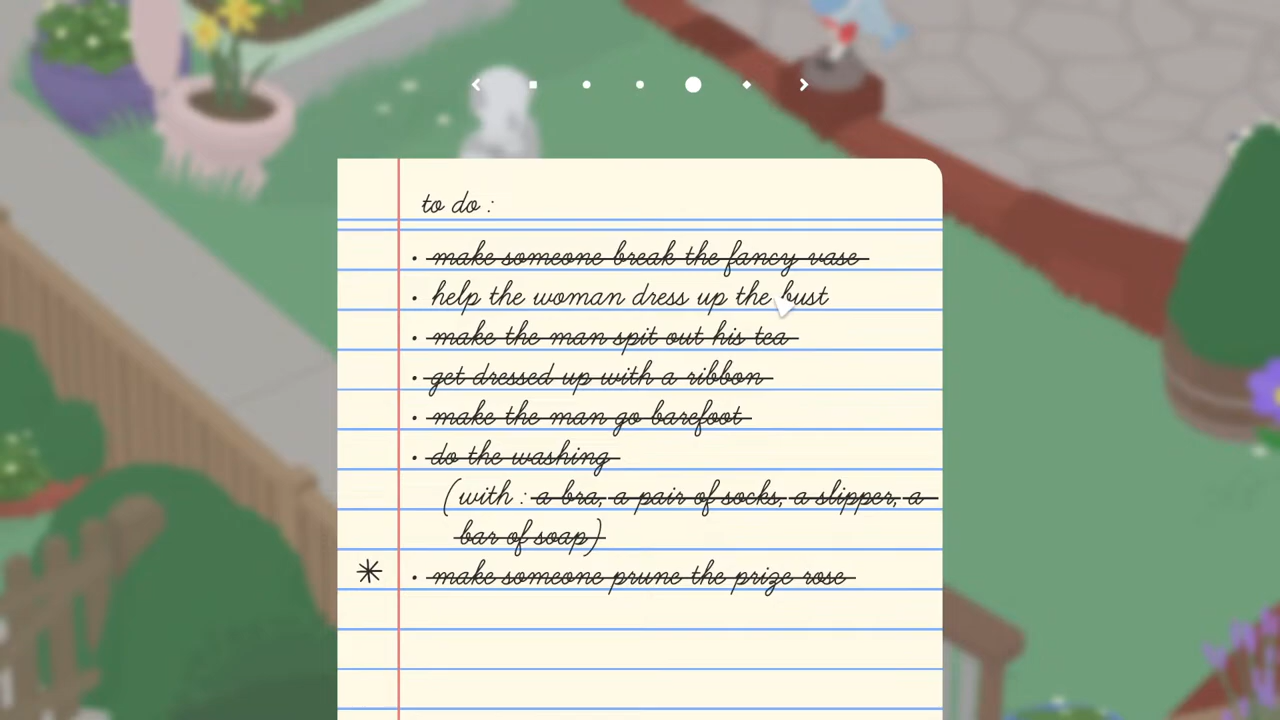 to do :
• make someone break the fancy vase
• help the woman dress up the bust
• make the man spit out his tea
• get dressed up with a ribbon
• make the man go barefoot
• do the washing
(with : a bra, a pair of socks, a slipper, a
bar of soap)
• make someone prune the prize rose